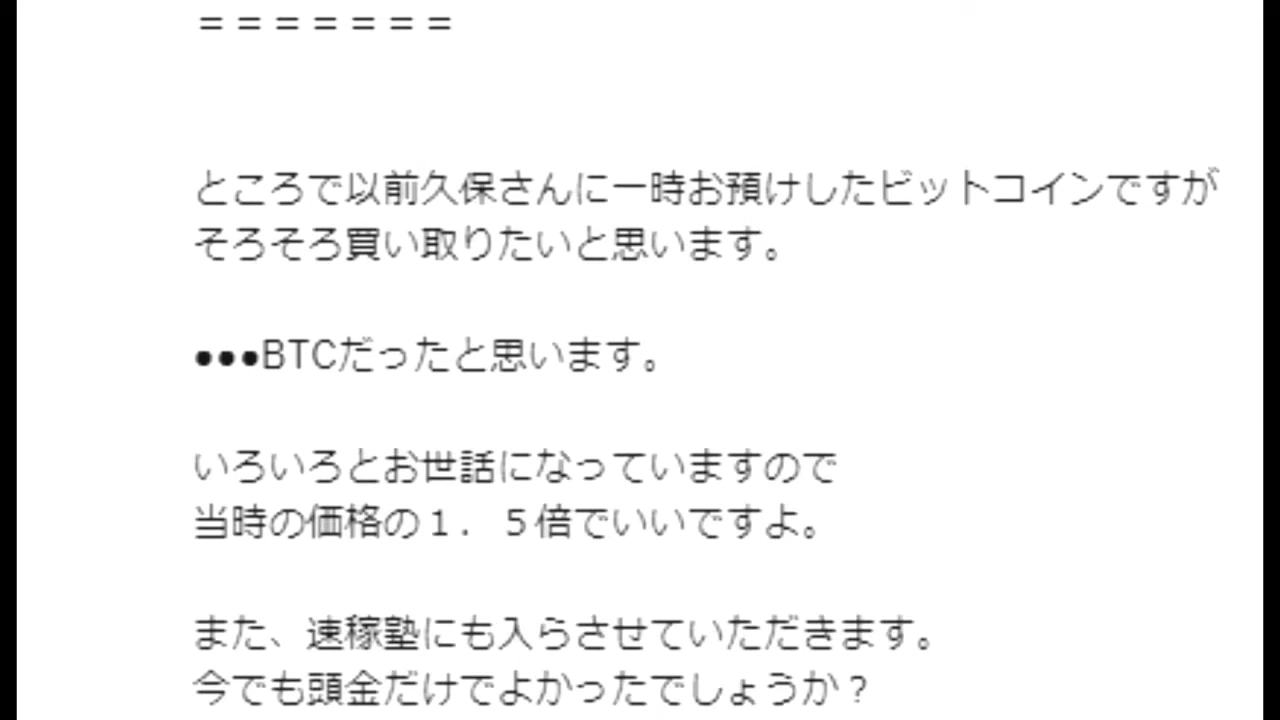 ＝＝＝＝＝＝＝
ところで以前久保さんに一時お預けしたビットコインですが
そろそろ買い取りたいと思います。
●●●BTCだったと思います。
いろいろとお世話になっていますので
当時の価格の１．５倍でいいですよ。
また、速稼塾にも入らさせていただきます。
今でも頭金だけでよかったでしょうか？